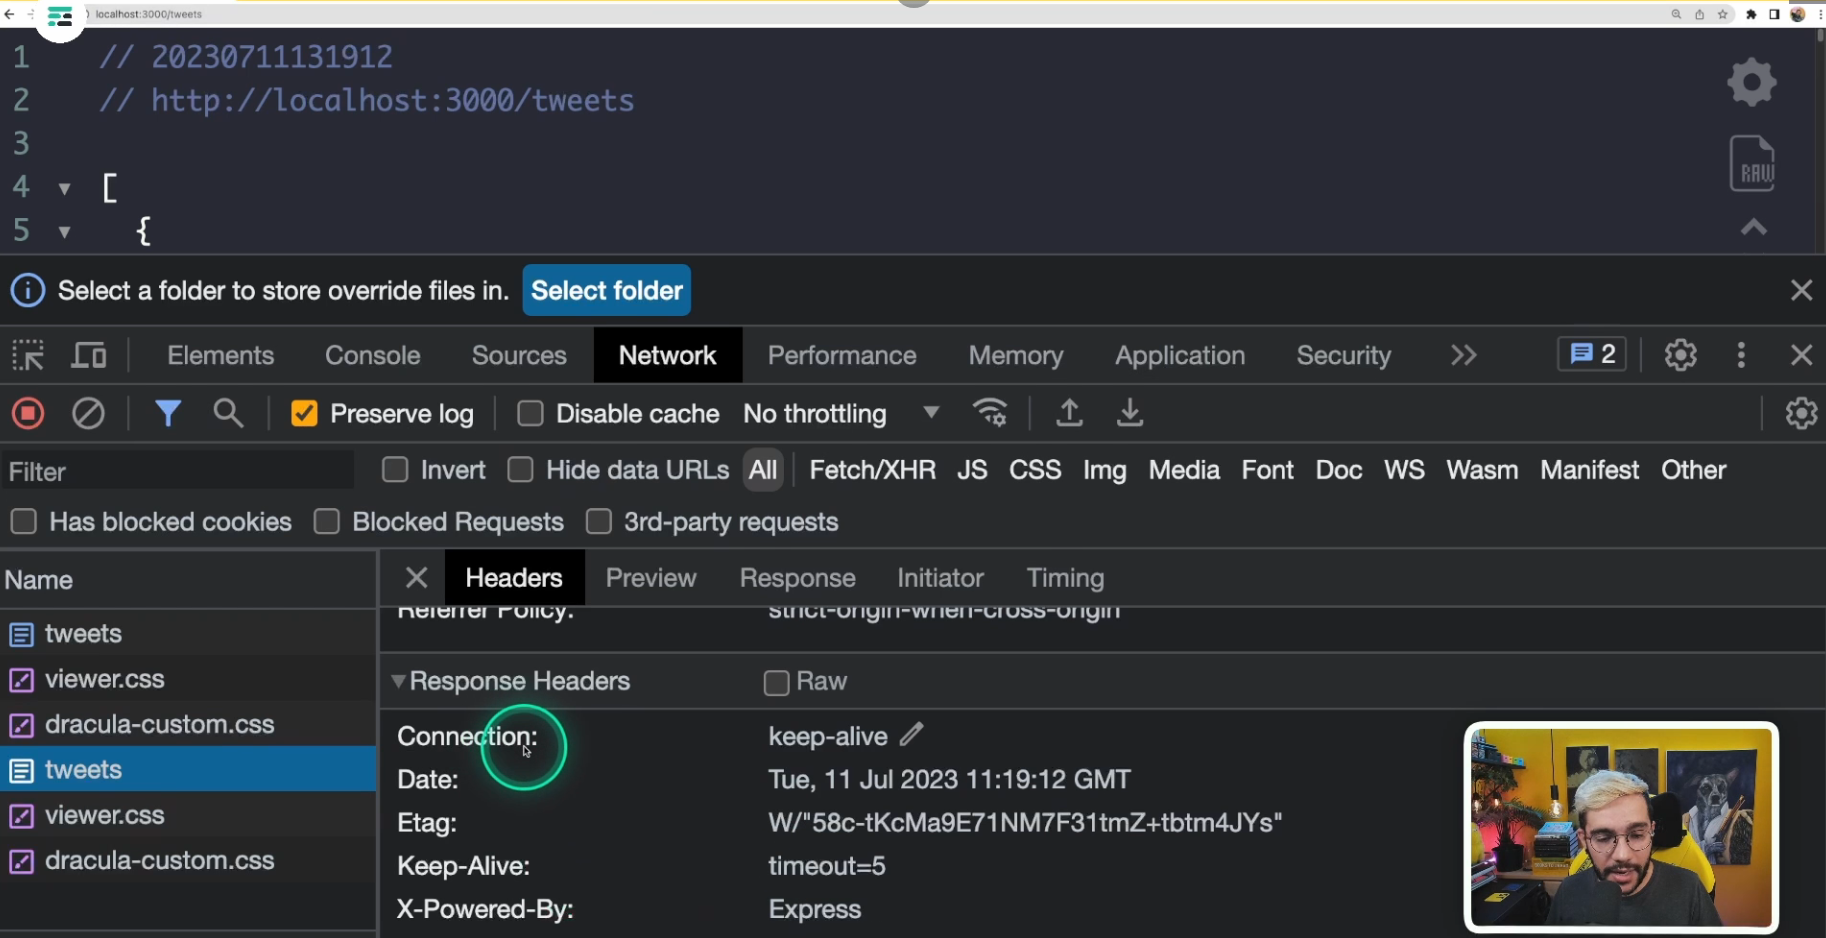 localhost:3000/tweets
1 // 20230711131912
2 // http://localhost:3000/tweets
3
4 ▼ [
5 ▼ {
RAW
Select a folder to store override files in. Select folder
Elements Console Sources Network Performance Memory Application Security 2
Preserve log Disable cache No throttling
Filter Invert Hide data URLs All Fetch/XHR JS CSS Img Media Font Doc WS Wasm Manifest Other
Has blocked cookies Blocked Requests 3rd-party requests
Name Headers Preview Response Initiator Timing
tweets
viewer.css
dracula-custom.css
tweets
viewer.css
dracula-custom.css
Referrer Policy: strict-origin-when-cross-origin
Response Headers Raw
Connection: keep-alive
Date: Tue, 11 Jul 2023 11:19:12 GMT
Etag: W/"58c-tKcMa9E71NM7F31tmZ+tbtm4JYs"
Keep-Alive: timeout=5
X-Powered-By: Express